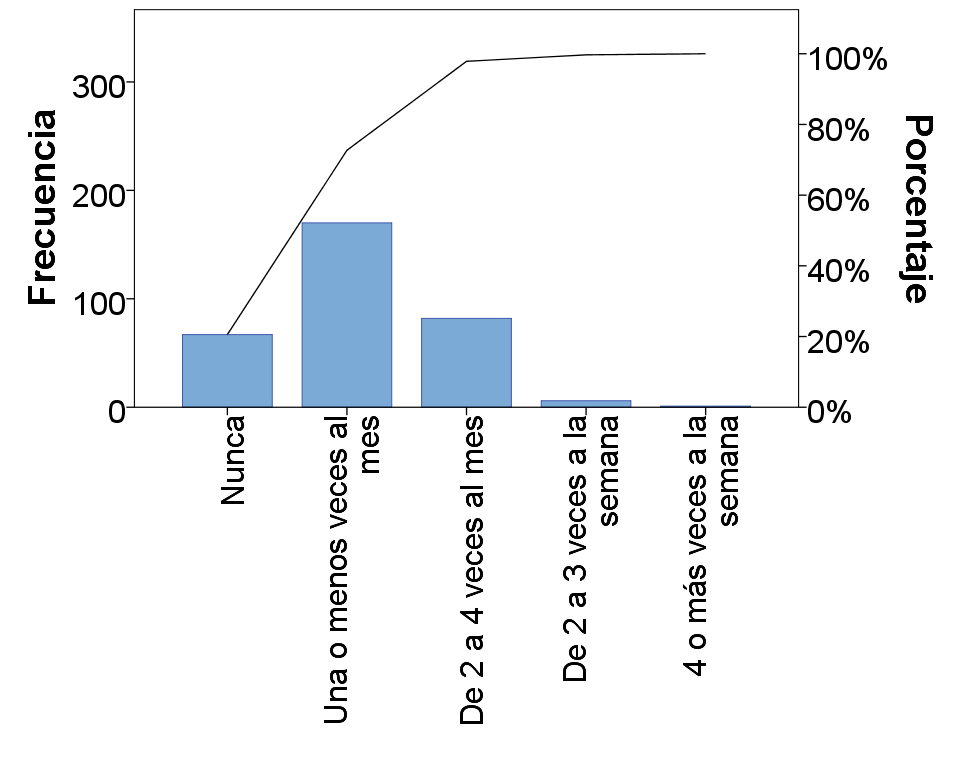 Frecuencia
300
200
100
0
100%
80%
60%
40%
20%
0%
Porcentaje
Nunca
Una o menos veces al
mes
De 2 a 4 veces al mes
De 2 a 3 veces a la
semana
4 o más veces a la
semana